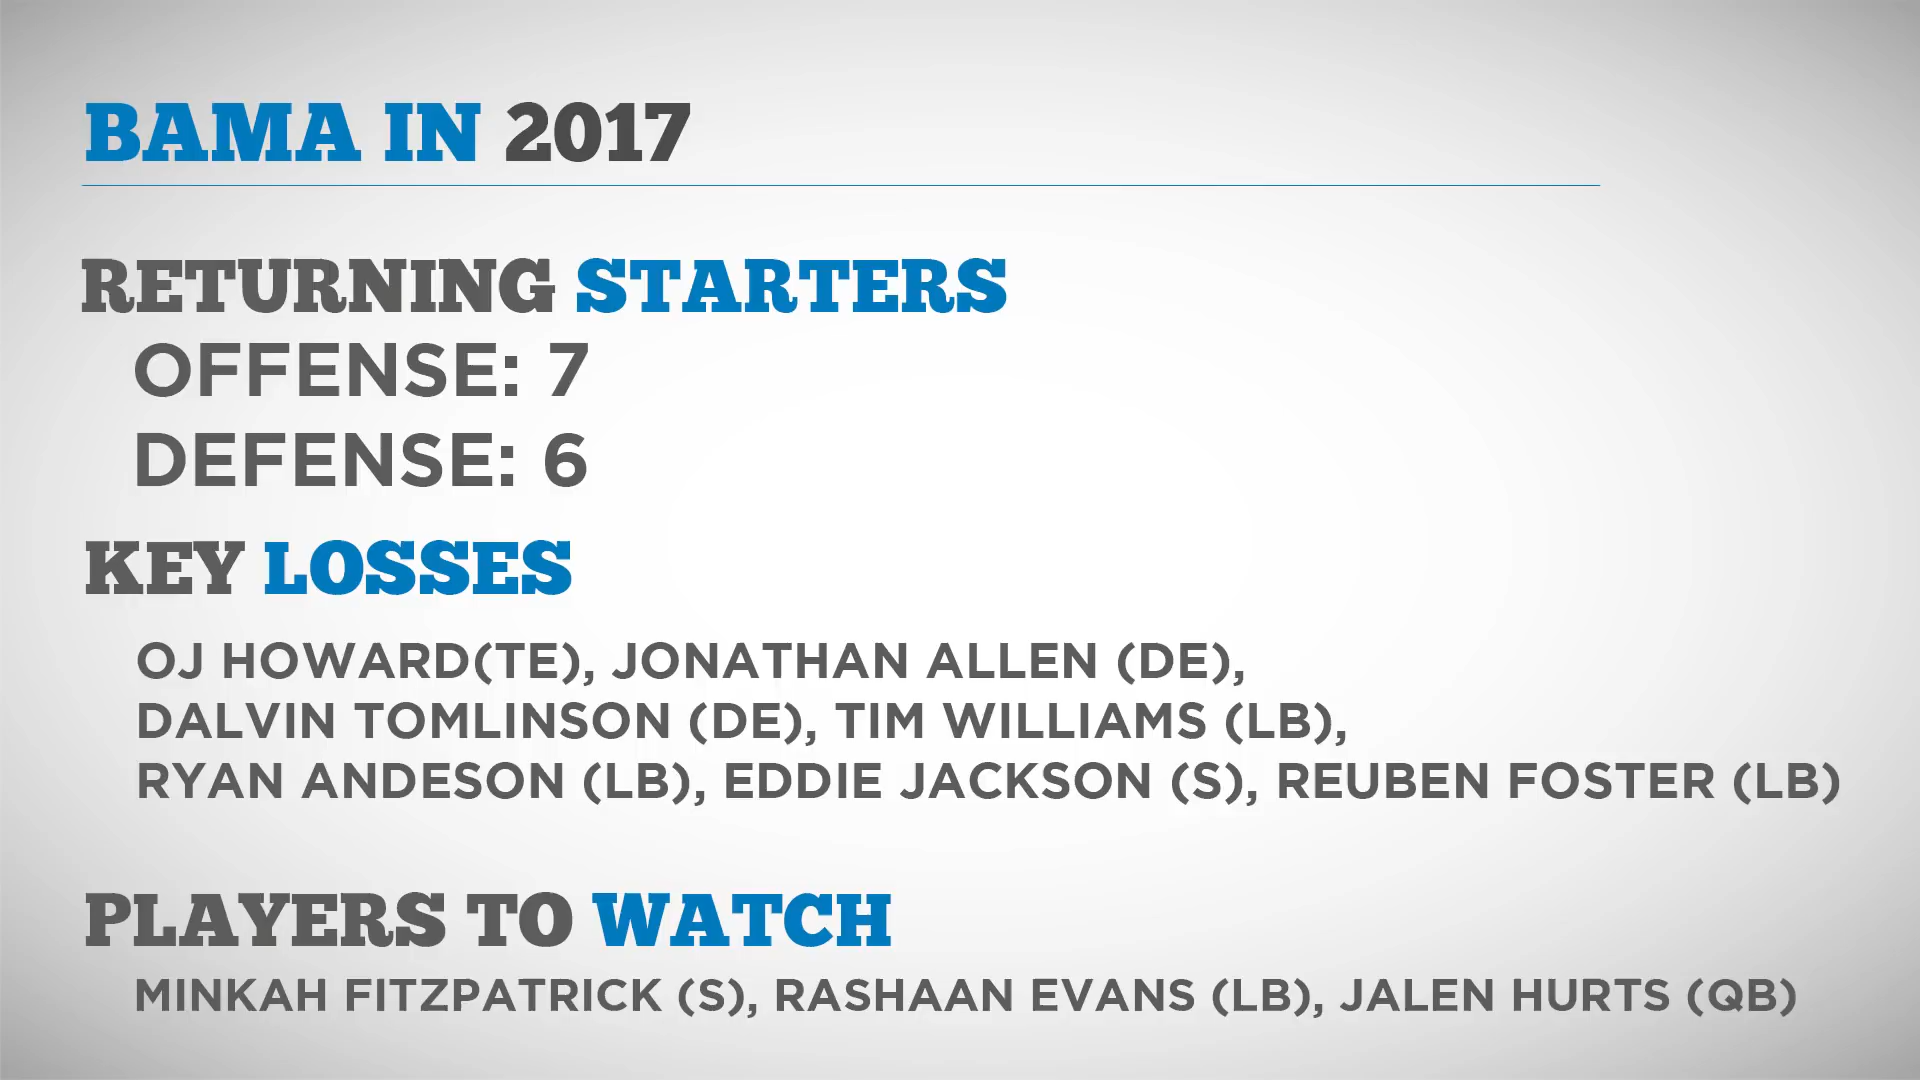 BAMA IN 2017
RETURNING STARTERS
OFFENSE: 7
DEFENSE: 6
KEY LOSSES
OJ HOWARD(TE), JONATHAN ALLEN (DE),
DALVIN TOMLINSON (DE), TIM WILLIAMS (LB),
RYAN ANDESON (LB), EDDIE JACKSON (S), REUBEN FOSTER (LB)
PLAYERS TO WATCH
MINKAH FITZPATRICK (S), RASHAAN EVANS (LB), JALEN HURTS (QB)